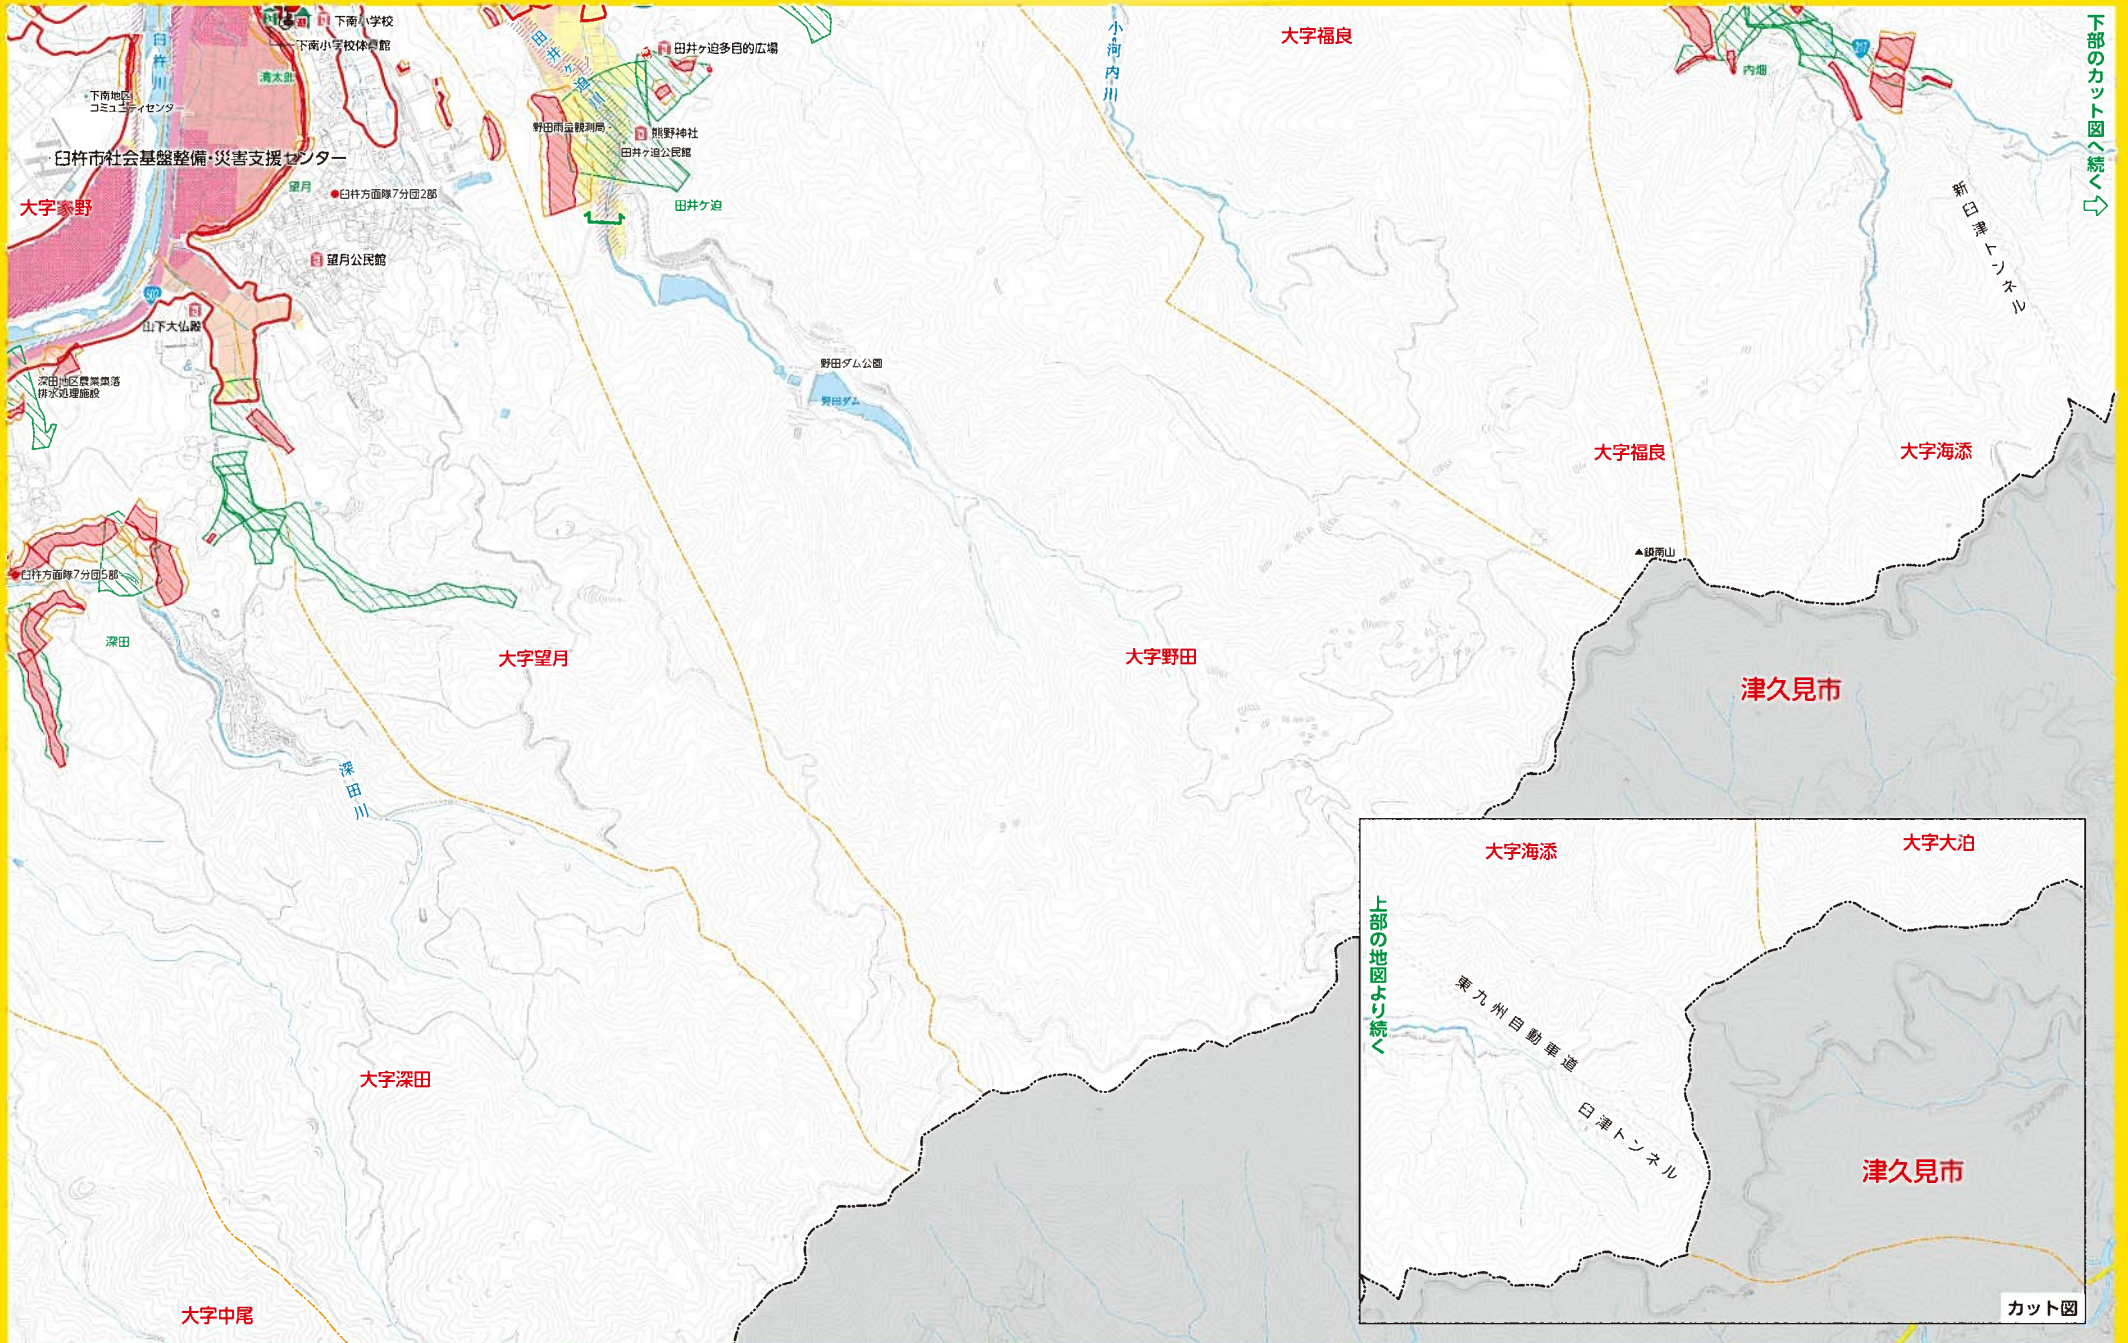 下南小学校
下南小学校体育館
臼杵川
清太郎
下南地区
コミュニティセンター
臼杵市社会基盤整備・災害支援センター
望月
臼杵方面隊7分団2部
大字家野
望月公民館
502
山下大仏殿
深田地区農業集落
排水処理施設
臼杵方面隊7分団5部
深田
深田川
田井ヶ迫川
田井ヶ迫多目的広場
野田雨量観測局
熊野神社
田井ヶ迫公民館
田井ケ迫
野田ダム公園
野田ダム
小河内川
大字福良
217
内畑
新臼津トンネル
下部のカット図へ続く
大字福良
大字海添
鎮南山
大字望月
大字野田
津久見市
大字深田
大字中尾
大字海添
大字大泊
上部の地図より続く
東九州自動車道
臼津トンネル
津久見市
カット図